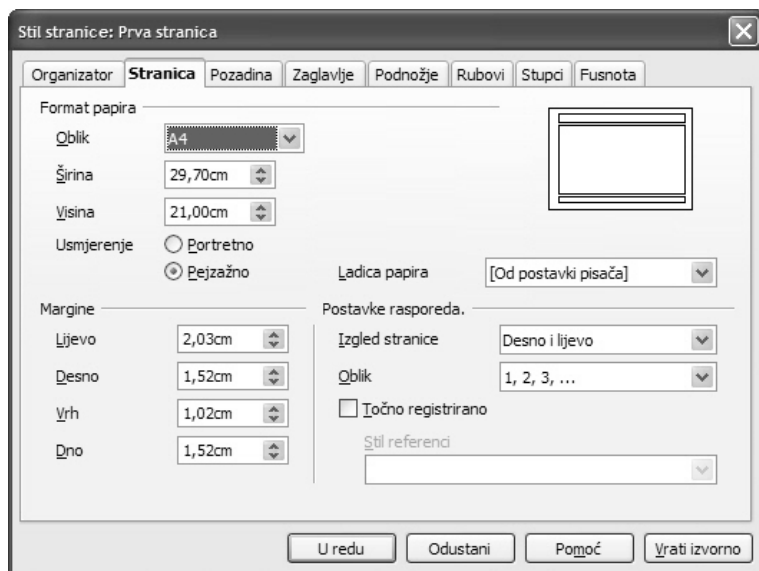 Stil stranice: Prva stranica
Organizator Stranica Pozadina Zaglavlje Podnožje Rubovi Stupci Fusnota
Format papira
Oblik A4
Širina 29,70cm
Visina 21,00cm
Usmjerenje Portretno
Pejzažno Ladica papira [Od postavki pisača]
Margine Postavke rasporeda.
Lijevo 2,03cm Izgled stranice Desno i lijevo
Desno 1,52cm Oblik 1, 2, 3, ...
Vrh 1,02cm Točno registrirano
Dno 1,52cm Stil referenci
U redu Odustani Pomoć Vrati izvorno